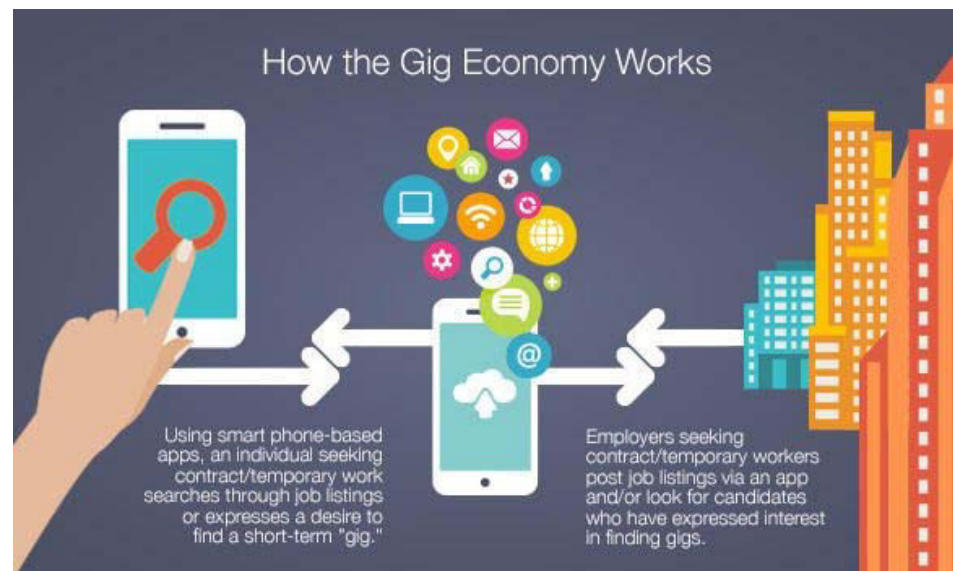 How the Gig Economy Works
@
Using smart phone-based
apps, an individual seeking
contract/temporary work
searches through job listings
or expresses a desire to
find a short-term "gig."
Employers seeking
contract/temporary workers
post job listings via an app
and/or look for candidates
who have expressed interest
in finding gigs.